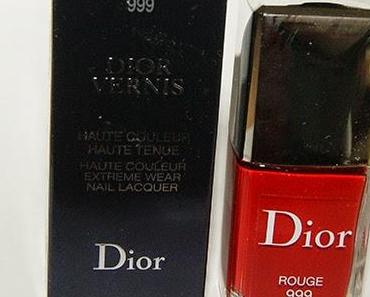 999
DIOR
VERNIS
HAUTE COULEUR
HAUTE TENUE
HAUTE COULEUR
EXTREME WEAR
NAIL LACQUER
Dior
Dior
ROUGE
999